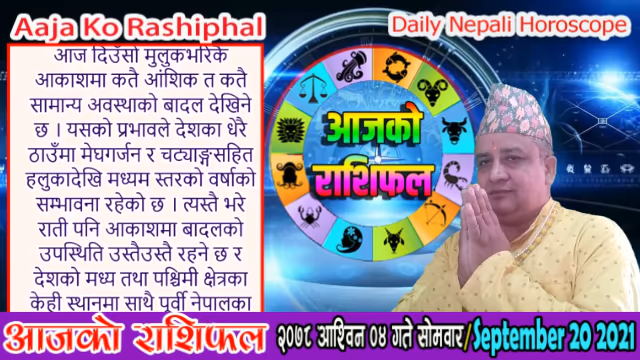 Aaja Ko Rashiphal
Daily Nepali Horoscope
आज दिउँसो मुलुकभरिके
आकाशमा कतै आंशिक त कतै
सामान्य अवस्थाको बादल देखिने
छ । यसको प्रभावले देशका धेरै
ठाउँमा मेघगर्जन र चट्याङ्गसहित
हलुकादेखि मध्यम स्तरको वर्षाको
सम्भावना रहेको छ । त्यस्तै भरे
राती पनि आकाशमा बादलको
उपस्थिति उस्तैउस्तै रहने छ र
देशको मध्य तथा पश्चिमी क्षेत्रका
केही स्थानमा साथै पूर्वी नेपालका
आजको
राशिफल
आजको राशिफल
२०७८ आश्विन ०४ गते सोमवार/September 20 2021